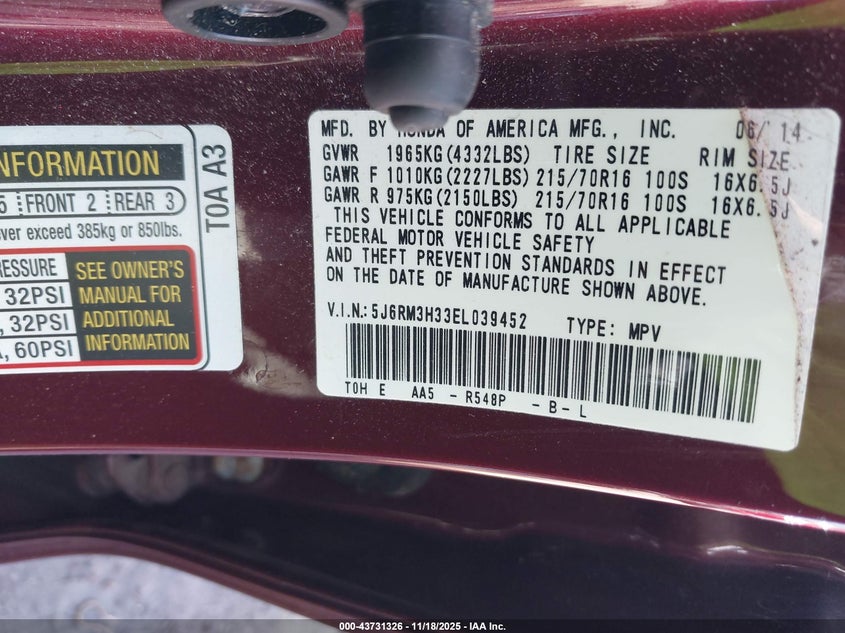 NFORMATION
5 FRONT 2 REAR 3
ver exceed 385kg or 850lbs.
RESSURE
32PSI
, 32PSI
A, 60PSI
SEE OWNER'S
MANUAL FOR
ADDITIONAL
INFORMATION
TOA A3
MFD. BY HONDA OF AMERICA MFG., INC. 06/14
GVWR 1965KG(4332LBS) TIRE SIZE RIM SIZE
GAWR F 1010KG(2227LBS) 215/70R16 100S 16X6.5J
GAWR R 975KG(2150LBS) 215/70R16 100S 16X6.5J
THIS VEHICLE CONFORMS TO ALL APPLICABLE
FEDERAL MOTOR VEHICLE SAFETY
AND THEFT PREVENTION STANDARDS IN EFFECT
ON THE DATE OF MANUFACTURE SHOWN ABOVE.
V.I.N.: 5J6RM3H33EL039452 TYPE: MPV
TOH E AA5 - R548P - B - L
000-43731326 - 11/18/2025 - IAA Inc.